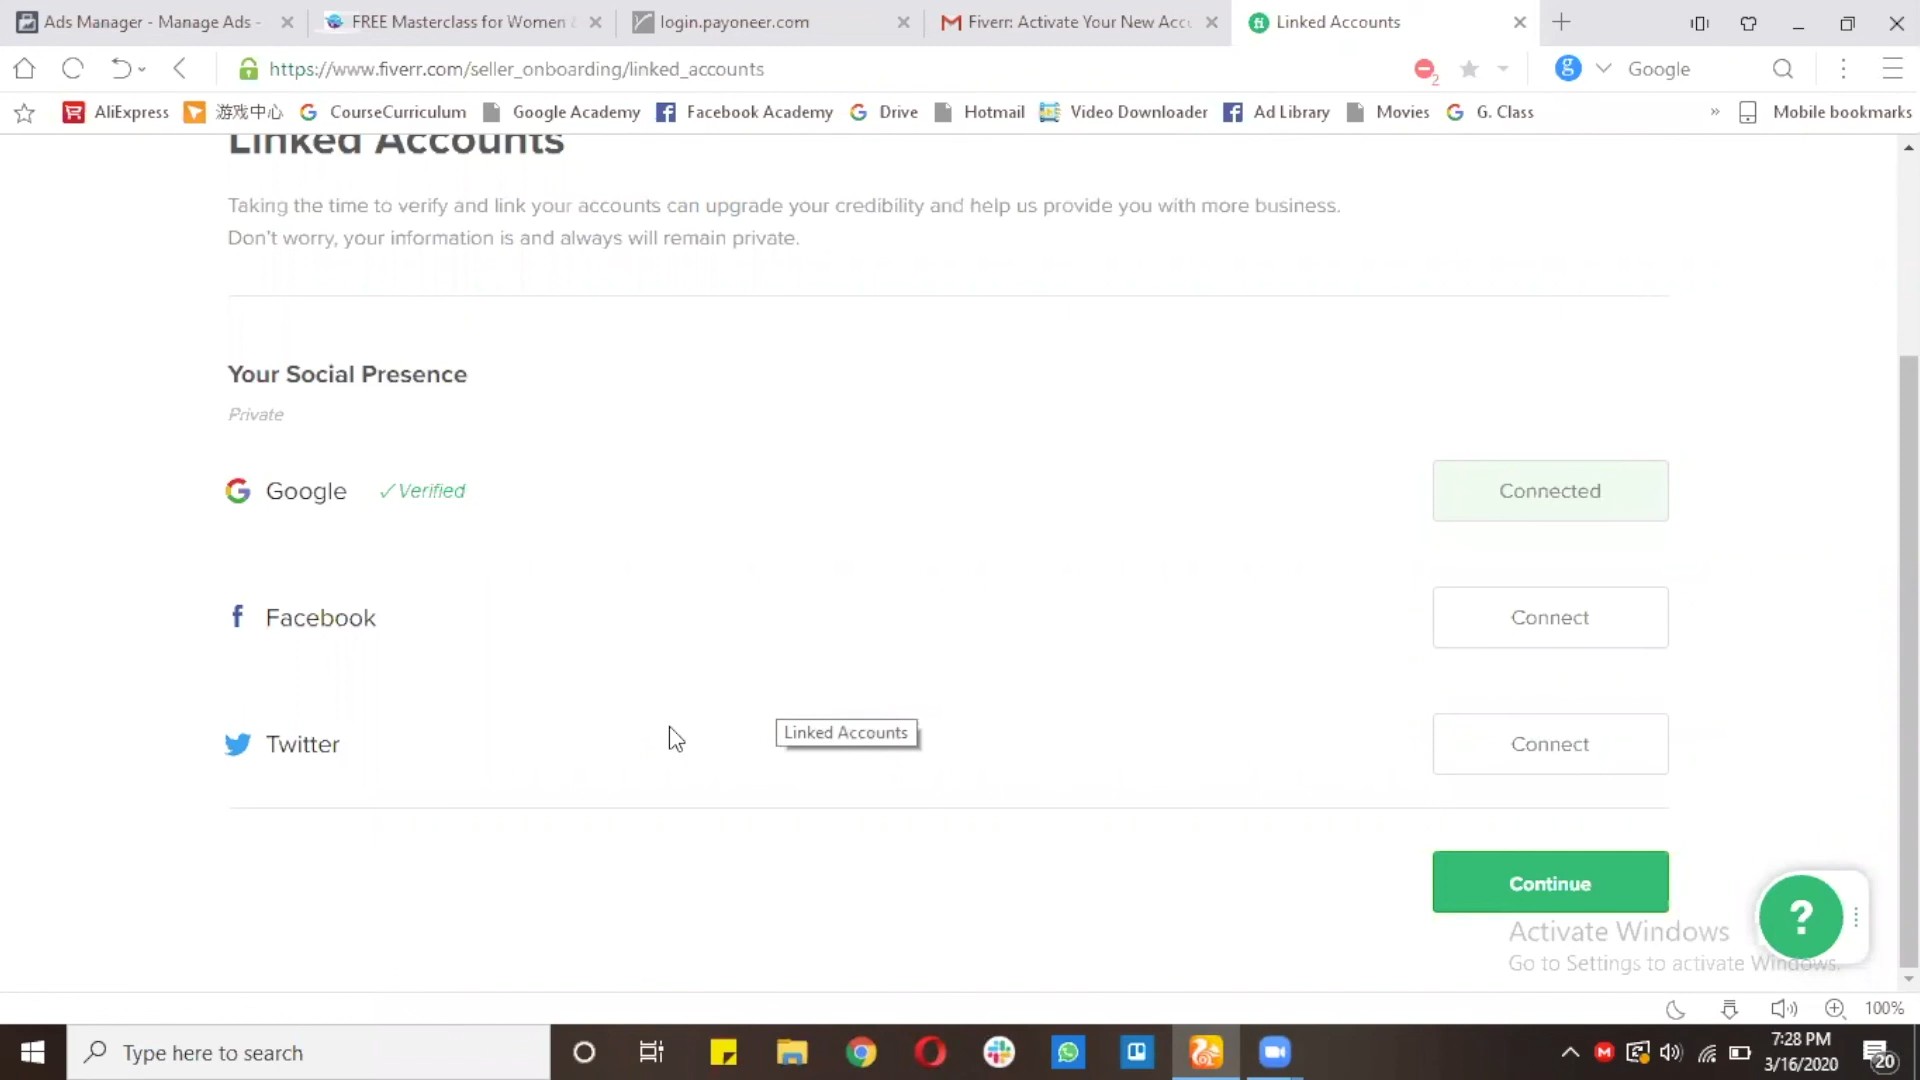 Ads Manager - Manage Ads -
FREE Masterclass for Women &
login.payoneer.com
Fiverr: Activate Your New Acc
Linked Accounts
https://www.fiverr.com/seller_onboarding/linked_accounts
2
Google
AliExpress
游戏中心
CourseCurriculum
Google Academy
Facebook Academy
Drive
Hotmail
Video Downloader
Ad Library
Movies
G. Class
»
Mobile bookmarks
Linked Accounts
Taking the time to verify and link your accounts can upgrade your credibility and help us provide you with more business.
Don't worry, your information is and always will remain private.
Your Social Presence
Private
Google ✓Verified
Connected
Facebook
Connect
Twitter
Linked Accounts
Connect
Continue
?
Activate Windows
Go to Settings to activate Windows.
100%
Type here to search
7:28 PM
3/16/2020
20